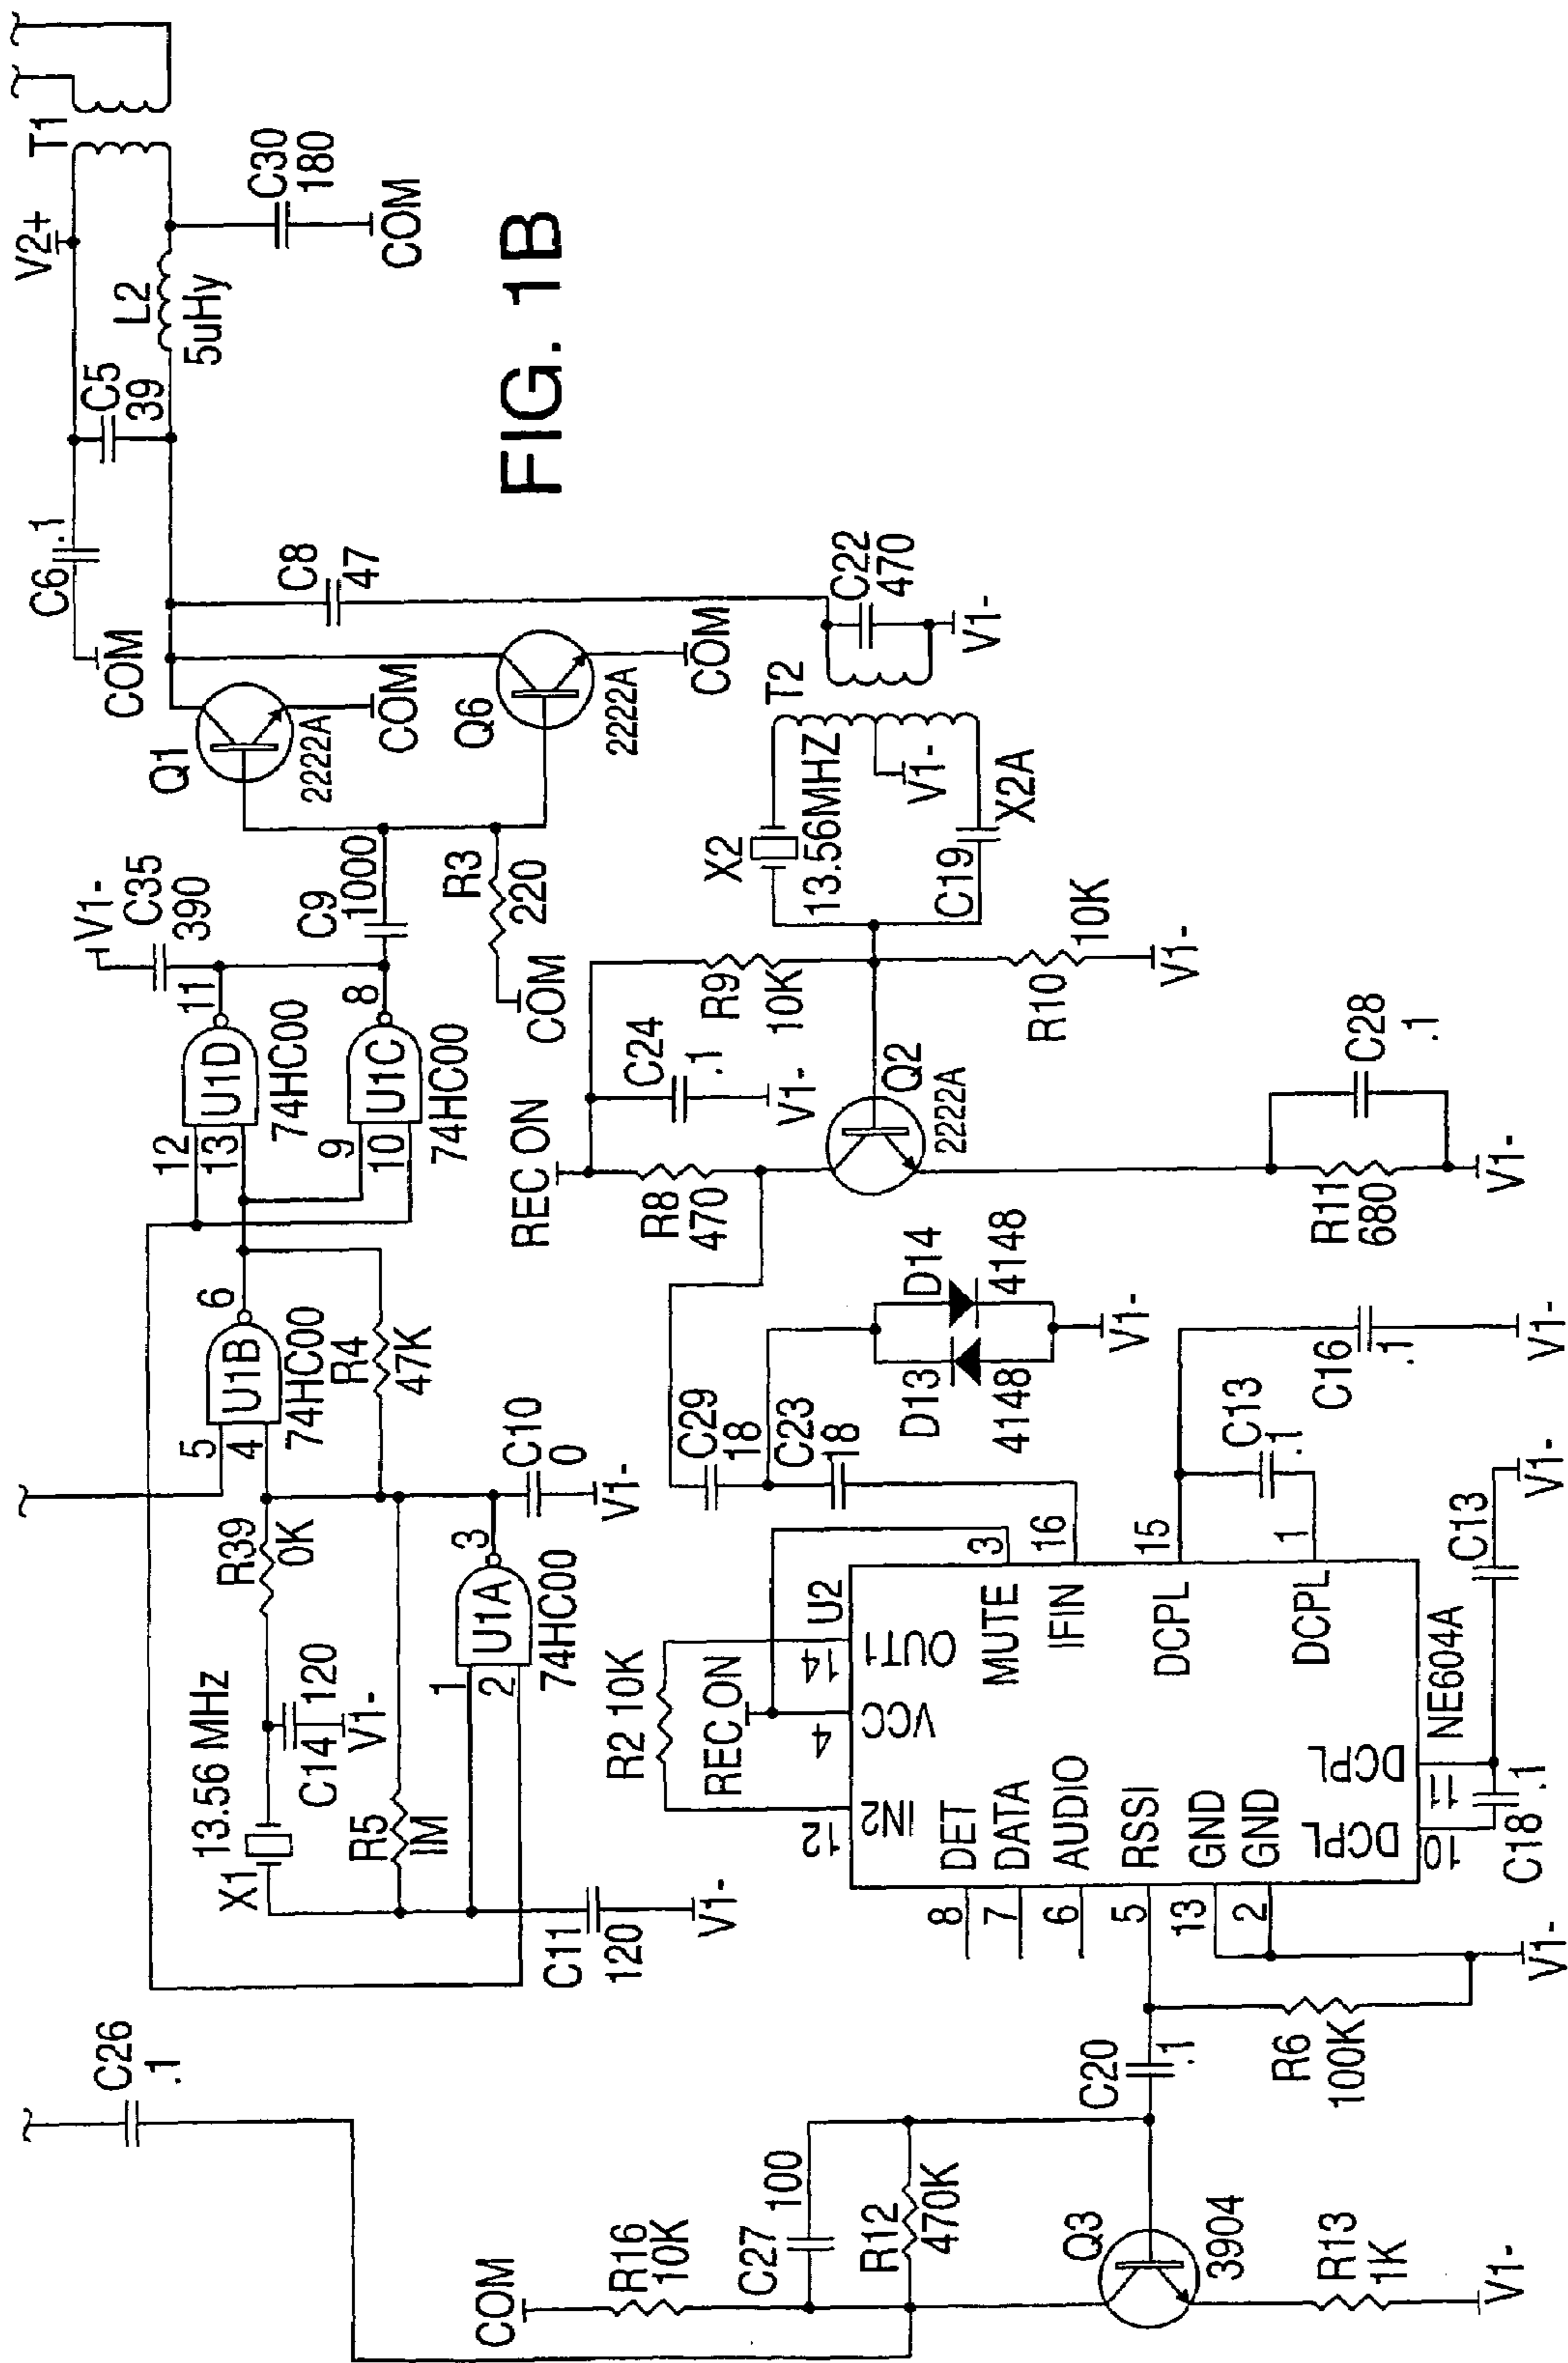 FIG. 1B
C26
.1
COM
R16
10K
C27
100
R12
470K
Q3
3904
R13
1K
V1-
C20
.1
R6
100K
V1-
X1
13.56 MHz
C14 120
V1-
R39
0K
R5
IM
C11
120
V1-
1
2
U1A
3
74HC00
C10
0
V1-
5
4
U1B
6
74HC00
R4
47K
12
13
U1D
11
74HC00
9
10
U1C
8
74HC00
V1-
C35
390
C9
1000
R3
220
COM
Q1
2222A
COM
Q6
2222A
COM
C6
.1
COM
C5
39
V2+
L2
5uHy
T1
C30
180
COM
C8
47
C22
470
V1-
T2
X2
13.56MHZ
V1-
C19
X2A
R9
10K
R10
10K
V1-
REC ON
C24
.1
V1-
R8
470
Q2
2222A
R11
680
C28
.1
V1-
D14
4148
D13
4148
V1-
C29
18
C23
18
R2 10K
REC ON
U2
12
IN2
4
VCC
14
OUT1
8
DET
7
DATA
6
AUDIO
5
RSSI
13
GND
2
GND
3
MUTE
16
IFIN
15
DCPL
1
DCPL
10
DCPL
11
DCPL
NE604A
C18
.1
C13
V1-
C13
.1
C16
.1
V1-